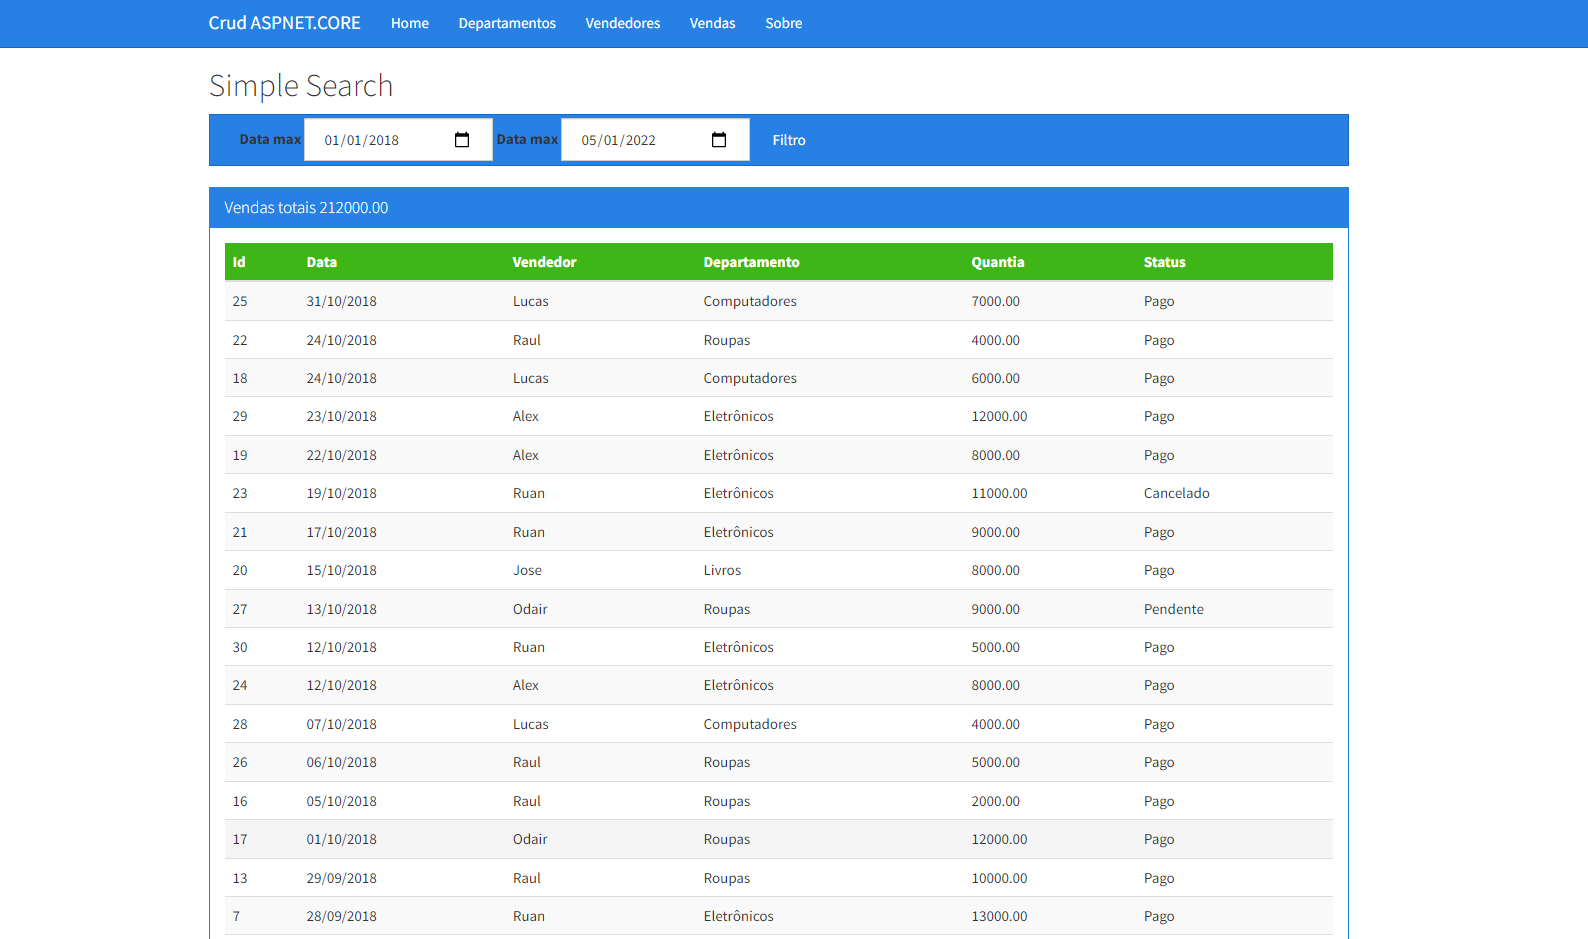 Crud ASPNET.CORE Home Departamentos Vendedores Vendas Sobre
Simple Search
Data max 01/01/2018 Data max 05/01/2022 Filtro
Vendas totais 212000.00
Id Data Vendedor Departamento Quantia Status
25 31/10/2018 Lucas Computadores 7000.00 Pago
22 24/10/2018 Raul Roupas 4000.00 Pago
18 24/10/2018 Lucas Computadores 6000.00 Pago
29 23/10/2018 Alex Eletrônicos 12000.00 Pago
19 22/10/2018 Alex Eletrônicos 8000.00 Pago
23 19/10/2018 Ruan Eletrônicos 11000.00 Cancelado
21 17/10/2018 Ruan Eletrônicos 9000.00 Pago
20 15/10/2018 Jose Livros 8000.00 Pago
27 13/10/2018 Odair Roupas 9000.00 Pendente
30 12/10/2018 Ruan Eletrônicos 5000.00 Pago
24 12/10/2018 Alex Eletrônicos 8000.00 Pago
28 07/10/2018 Lucas Computadores 4000.00 Pago
26 06/10/2018 Raul Roupas 5000.00 Pago
16 05/10/2018 Raul Roupas 2000.00 Pago
17 01/10/2018 Odair Roupas 12000.00 Pago
13 29/09/2018 Raul Roupas 10000.00 Pago
7 28/09/2018 Ruan Eletrônicos 13000.00 Pago